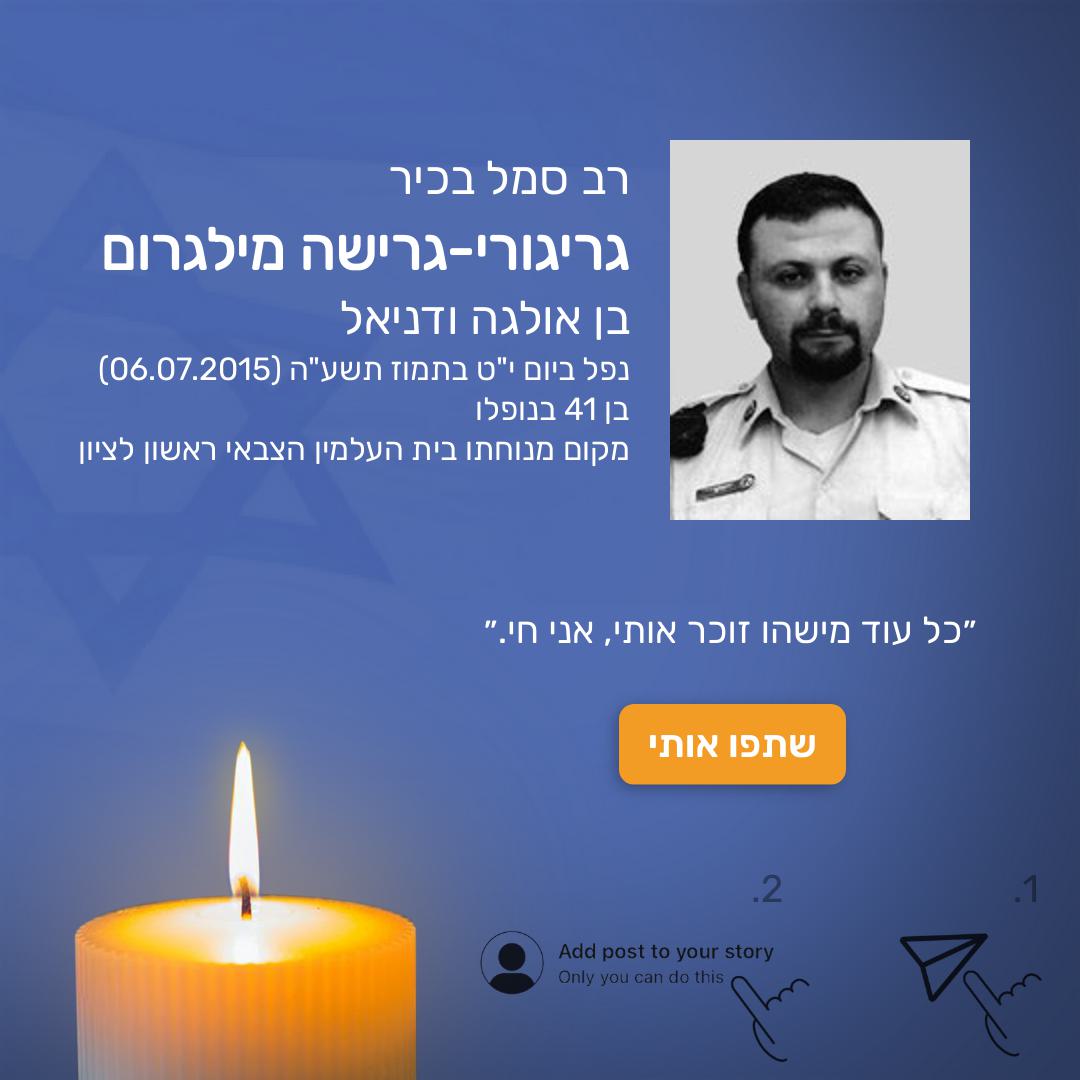 רב סמל בכיר
גריגורי-גרישה מילגרום
בן אולגה ודניאל
נפל ביום י"ט בתמוז תשע"ה (06.07.2015)
בן 41 בנופלו
מקום מנוחתו בית העלמין הצבאי ראשון לציון
״כל עוד מישהו זוכר אותי, אני חי.״
שתפו אותי
1.
2.
Add post to your story
Only you can do this